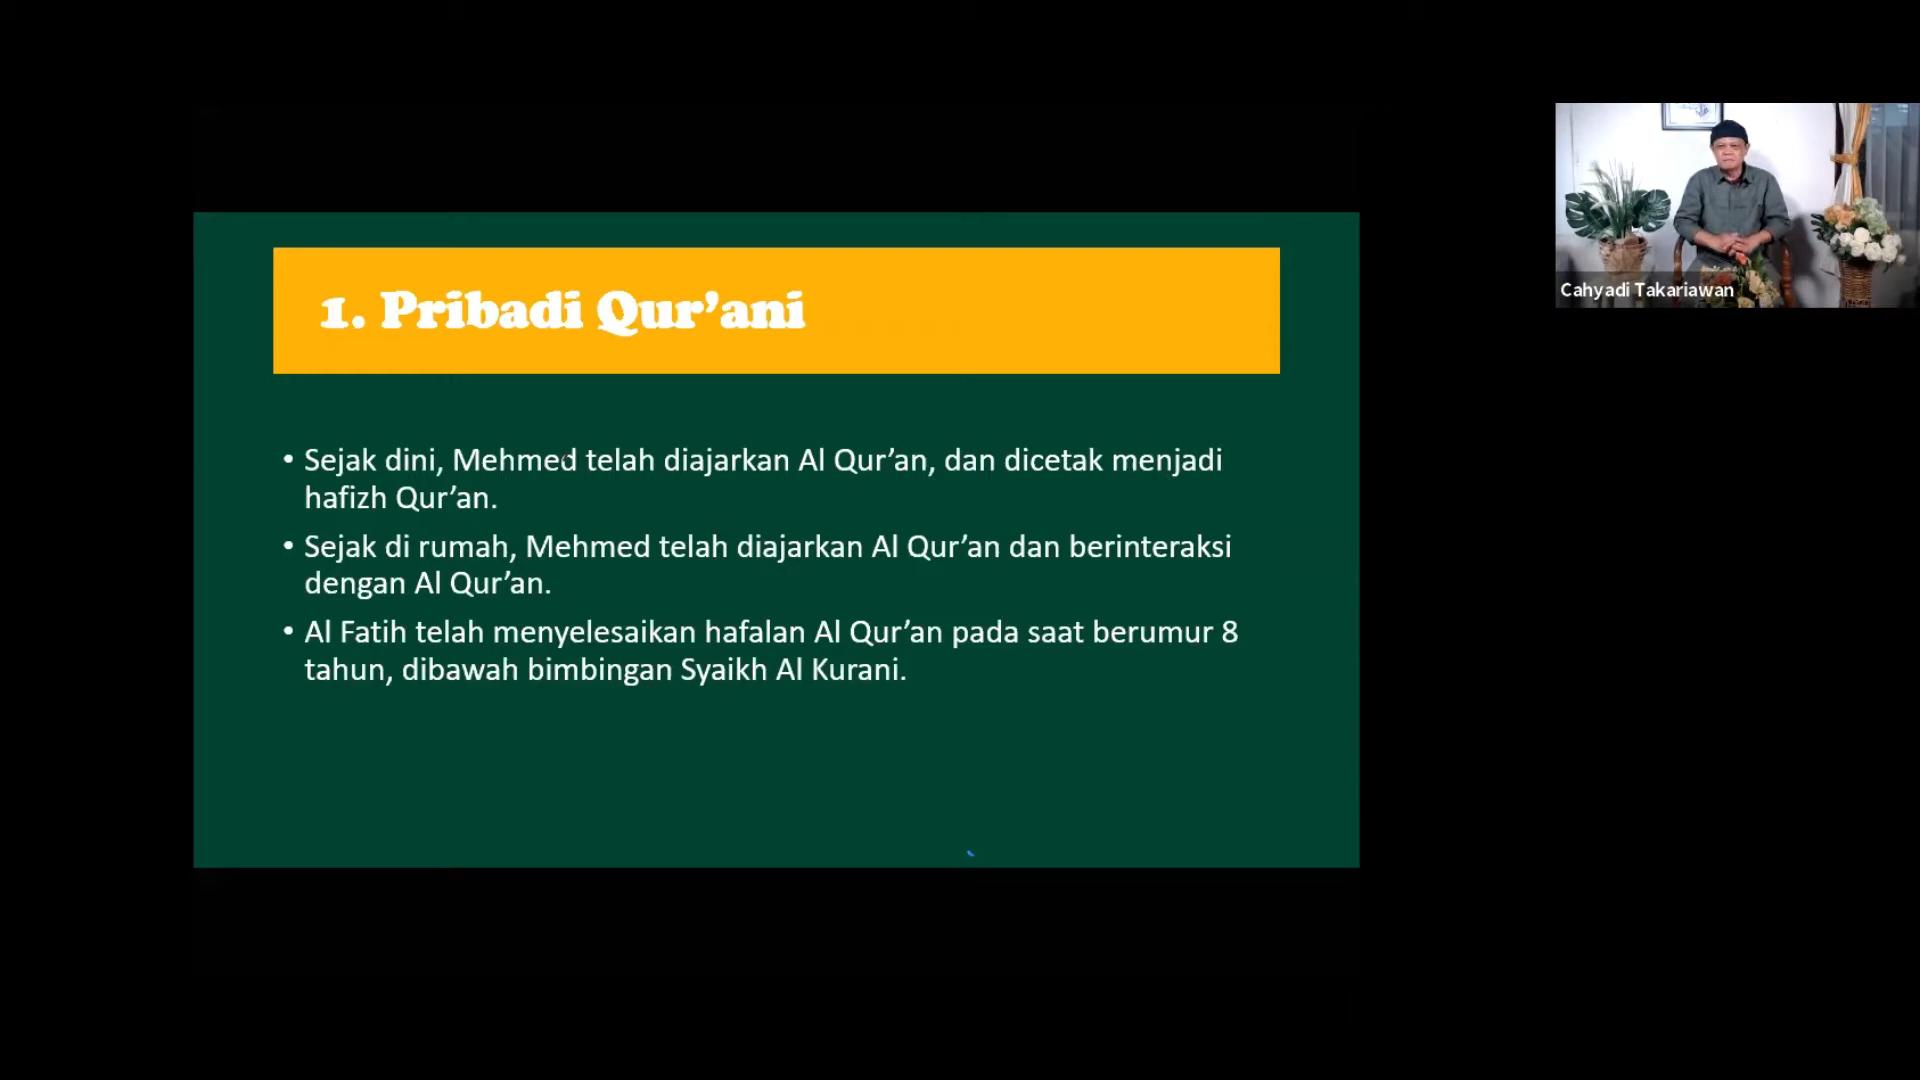 1. Pribadi Qur’ani
• Sejak dini, Mehmed telah diajarkan Al Qur’an, dan dicetak menjadi
hafizh Qur’an.
• Sejak di rumah, Mehmed telah diajarkan Al Qur’an dan berinteraksi
dengan Al Qur’an.
• Al Fatih telah menyelesaikan hafalan Al Qur’an pada saat berumur 8
tahun, dibawah bimbingan Syaikh Al Kurani.
Cahyadi Takariawan